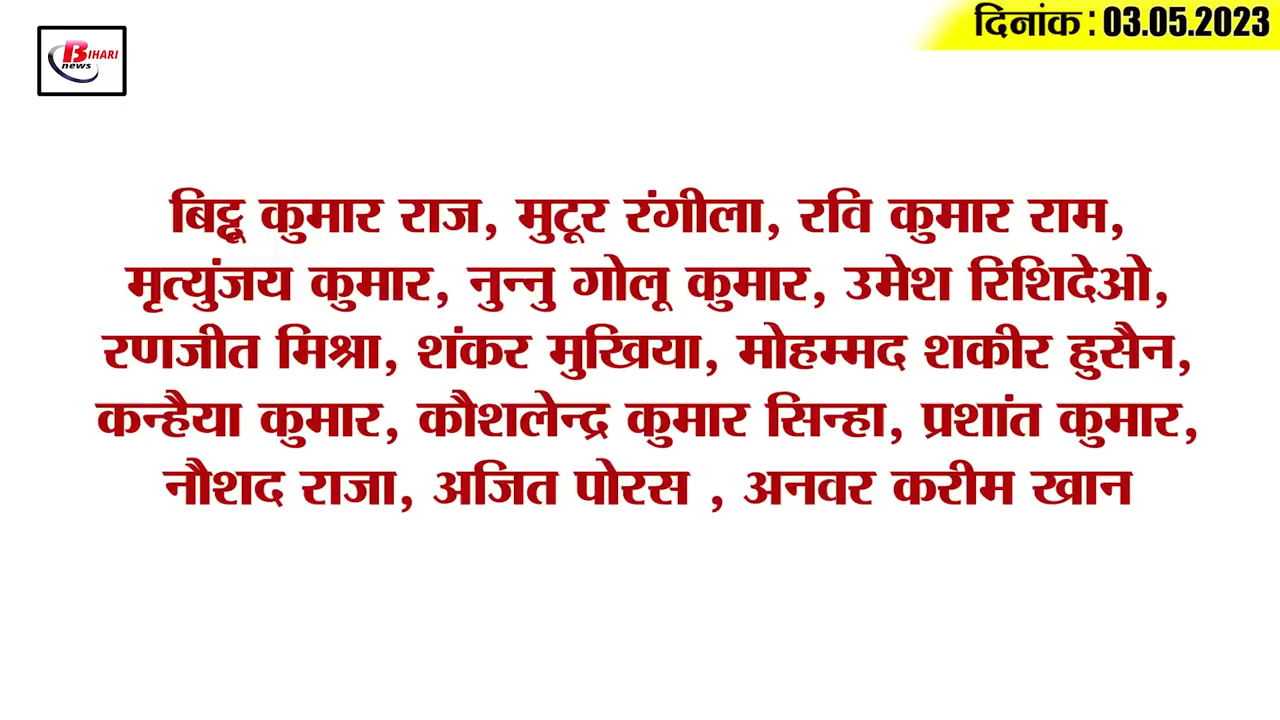 BIHARI
news
दिनांक : 03.05.2023
बिट्टू कुमार राज, मुटूर रंगीला, रवि कुमार राम,
मृत्युंजय कुमार, नुन्नु गोलू कुमार, उमेश रिशिदेओ,
रणजीत मिश्रा, शंकर मुखिया, मोहम्मद शकीर हुसैन,
कन्हैया कुमार, कौशलेन्द्र कुमार सिन्हा, प्रशांत कुमार,
नौशद राजा, अजित पोरस , अनवर करीम खान